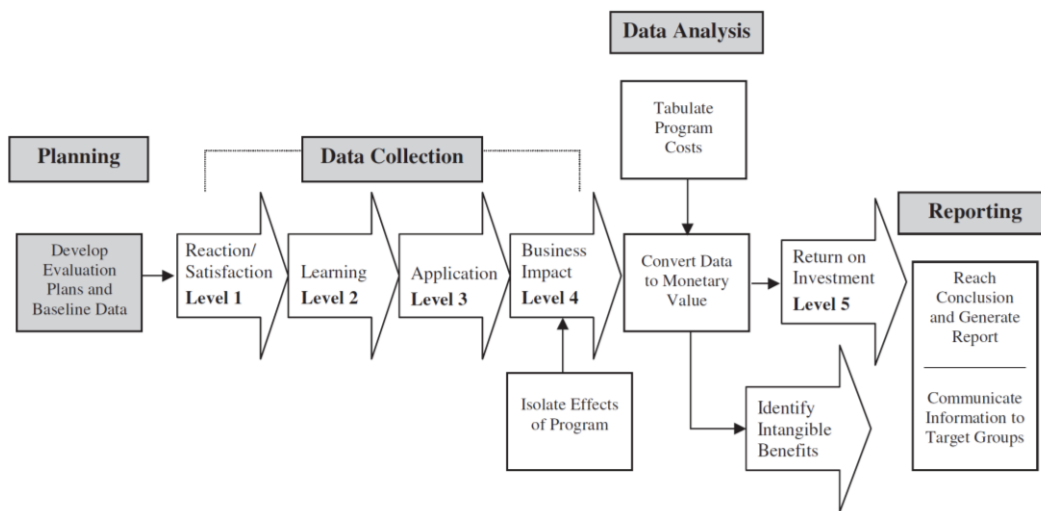 Data Analysis
Tabulate
Program
Costs
Planning
Data Collection
Reporting
Develop
Evaluation
Plans and
Baseline Data
Reaction/
Satisfaction
Level 1
Learning
Level 2
Application
Level 3
Business
Impact
Level 4
Isolate Effects
of Program
Convert Data
to Monetary
Value
Return on
Investment
Level 5
Identify
Intangible
Benefits
Reach
Conclusion
and Generate
Report
Communicate
Information to
Target Groups